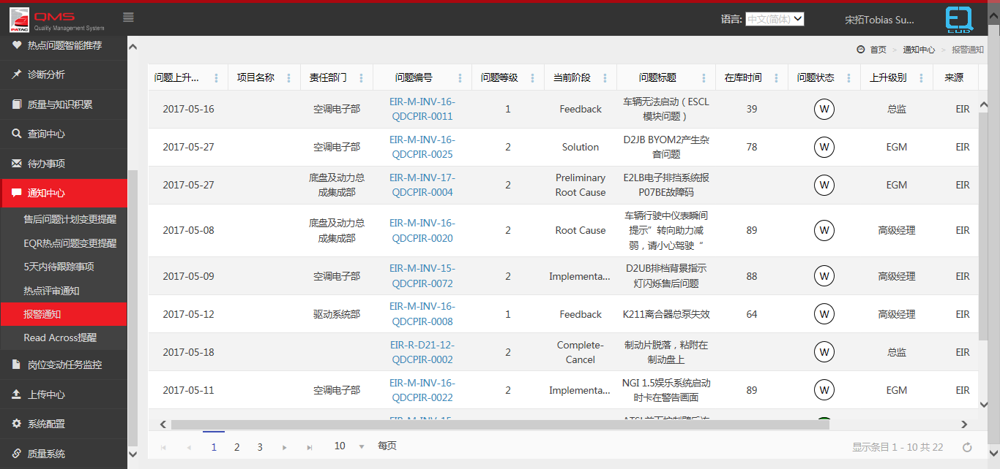 PATAC
QMS
Quality Management System
语言: 中文(简体)
宋拓Tobias Su...
EQ
热点问题智能推荐
诊断分析
质量与知识积累
查询中心
待办事项
通知中心
售后问题计划变更提醒
EQR热点问题变更提醒
5天内待跟踪事项
热点评审通知
报警通知
Read Across提醒
岗位变动任务监控
上传中心
系统配置
质量系统
首页 > 通知中心 > 报警通知
问题上升... 项目名称 责任部门 问题编号 问题等级 当前阶段 问题标题 在库时间 问题状态 上升级别 来源
2017-05-16 空调电子部 EIR-M-INV-16- 1 Feedback 车辆无法启动（ESCL 39 W 总监 EIR
QDCPIR-0011 模块问题）
2017-05-27 空调电子部 EIR-M-INV-16- 2 Solution D2JB BYOM2产生杂 78 W EGM EIR
QDCPIR-0025 音问题
2017-05-27 底盘及动力总 EIR-M-INV-17- 2 Preliminary E2LB电子排挡系统报 W EGM EIR
成集成部 QDCPIR-0004 Root Cause P07BE故障码
2017-05-08 底盘及动力总 EIR-M-INV-16- 2 Root Cause 车辆行驶中仪表瞬间 89 W 高级经理 EIR
成集成部 QDCPIR-0020 提示”转向助力减
弱，请小心驾驶“
2017-05-09 空调电子部 EIR-M-INV-15- 2 Implementa... D2UB排档背景指示 88 W 高级经理 EIR
QDCPIR-0072 灯闪烁售后问题
2017-05-12 驱动系统部 EIR-M-INV-16- 1 Feedback K211离合器总泵失效 64 W 高级经理 EIR
QDCPIR-0008
2017-05-18 EIR-R-D21-12- 2 Complete- 制动片脱落，粘附在 W 总监 EIR
QDCPIR-0002 Cancel 制动盘上
2017-05-11 空调电子部 EIR-M-INV-16- 2 Implementa... NGI 1.5娱乐系统启动 89 W EGM EIR
QDCPIR-0022 时卡在警告画面
EIR-M-INV-15-
1 2 3 10 每页
显示条目 1 - 10 共 22